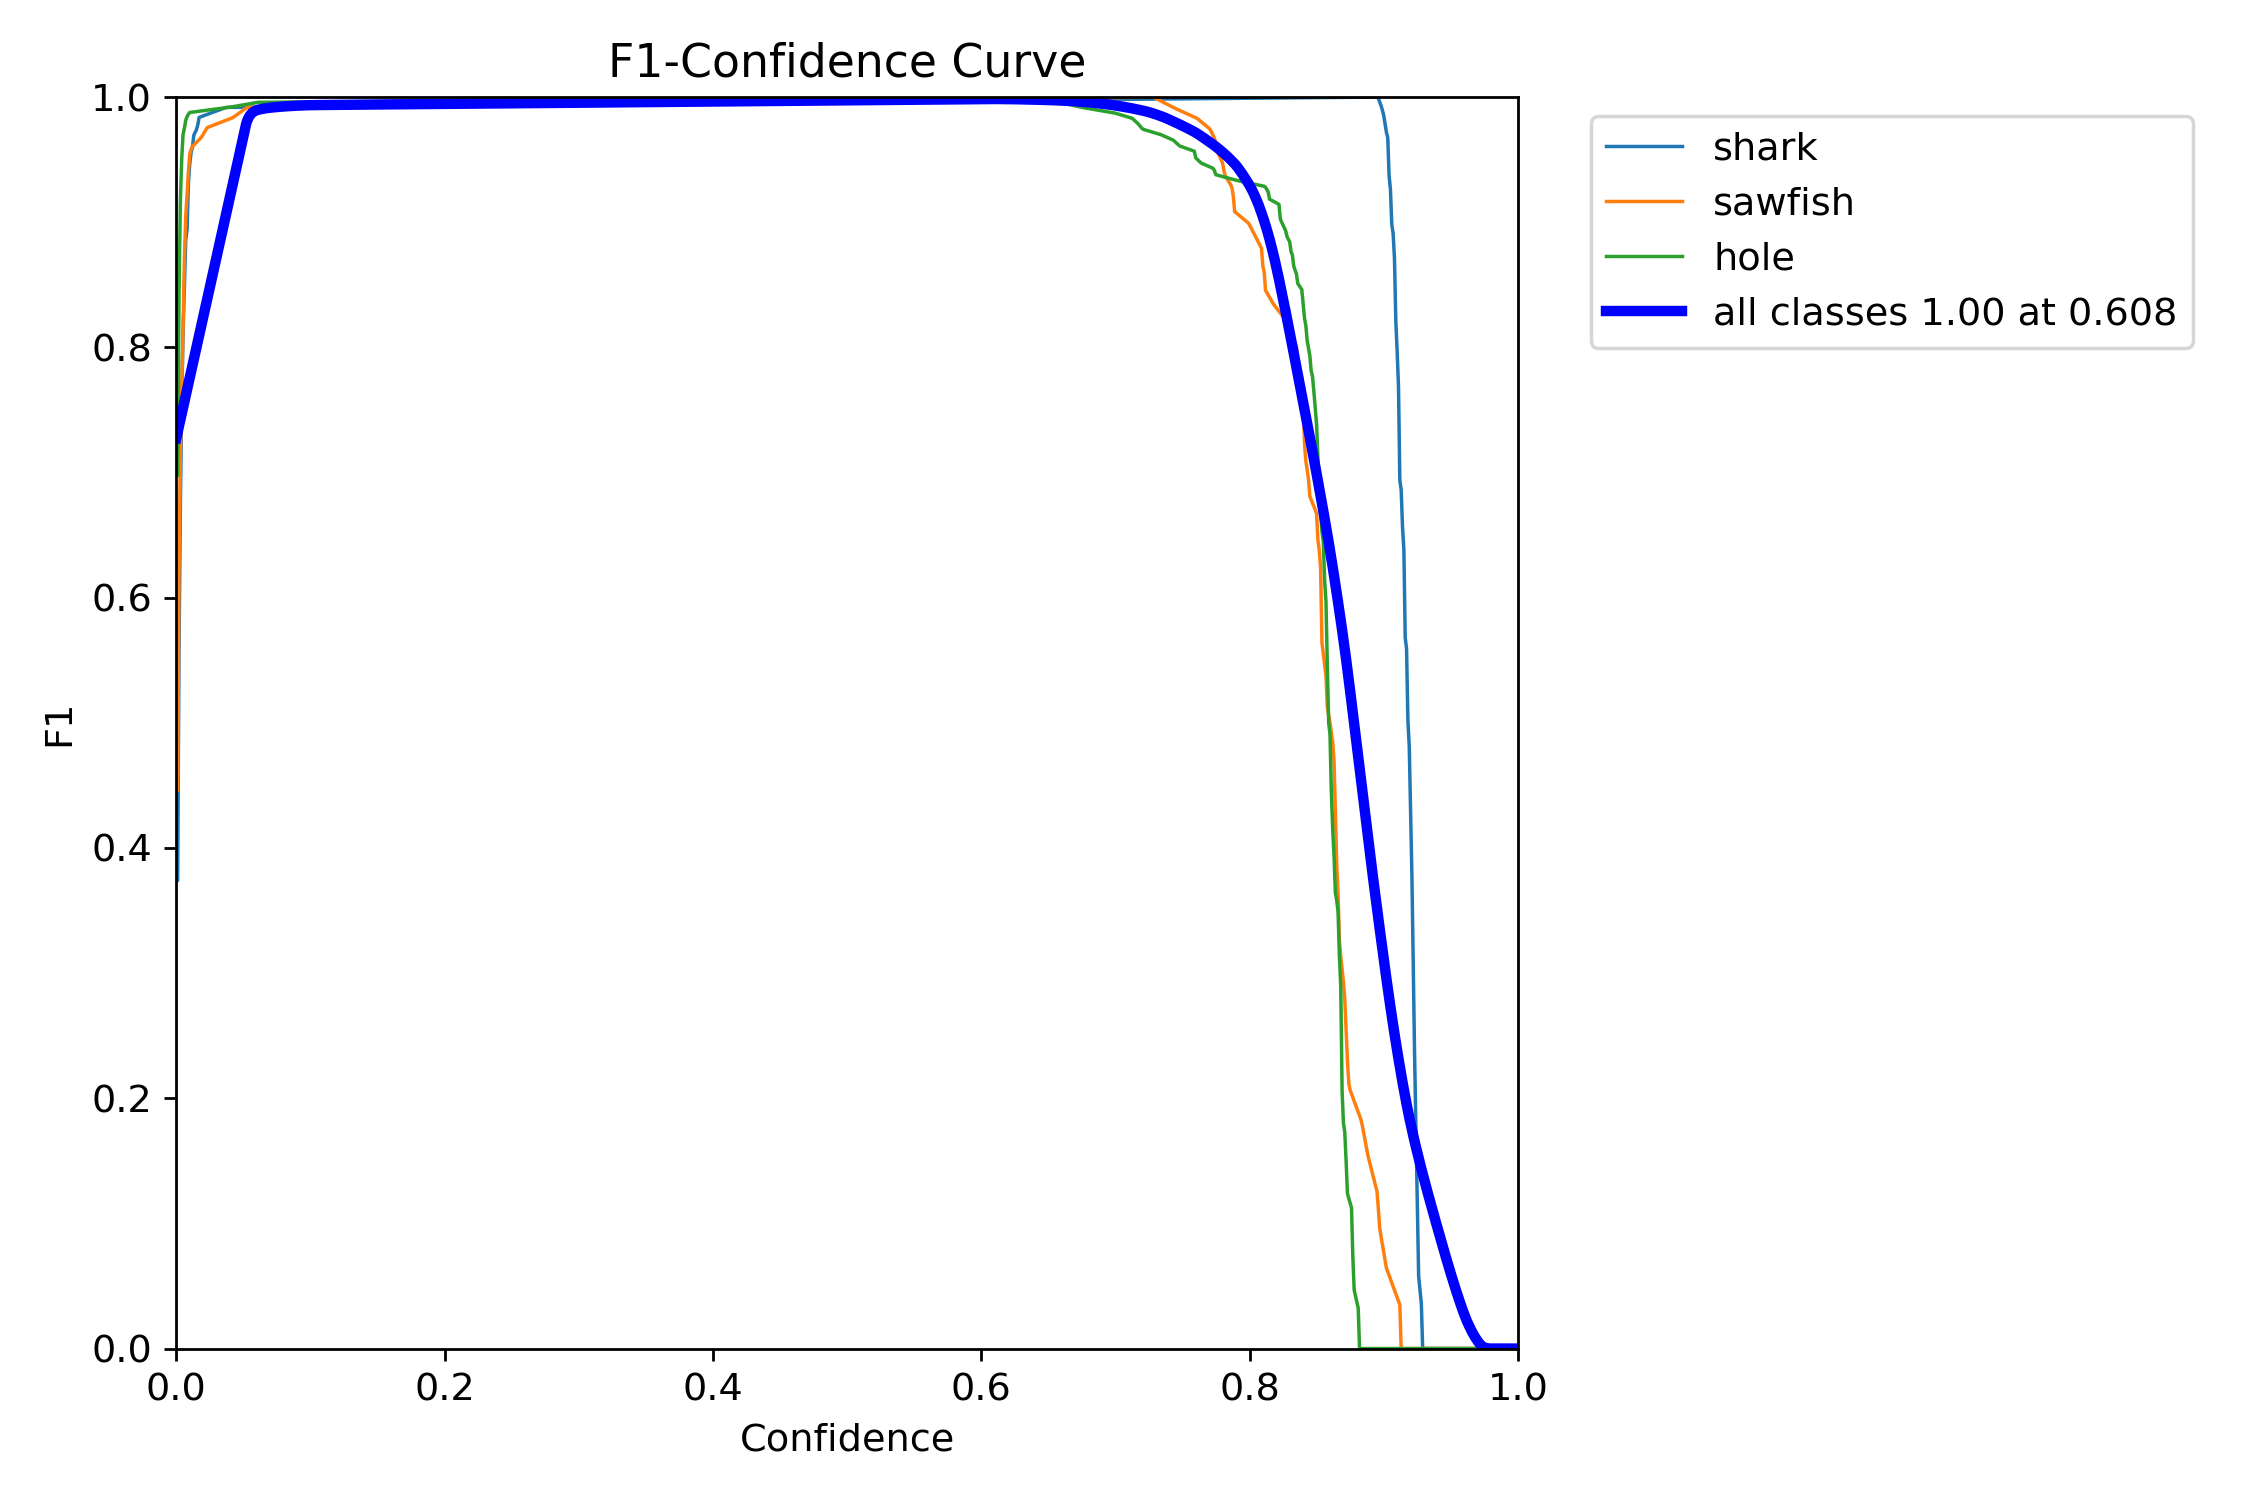 F1-Confidence Curve
1.0
0.8
0.6
0.4
0.2
0.0
F1
0.0 0.2 0.4 0.6 0.8 1.0
Confidence
shark
sawfish
hole
all classes 1.00 at 0.608